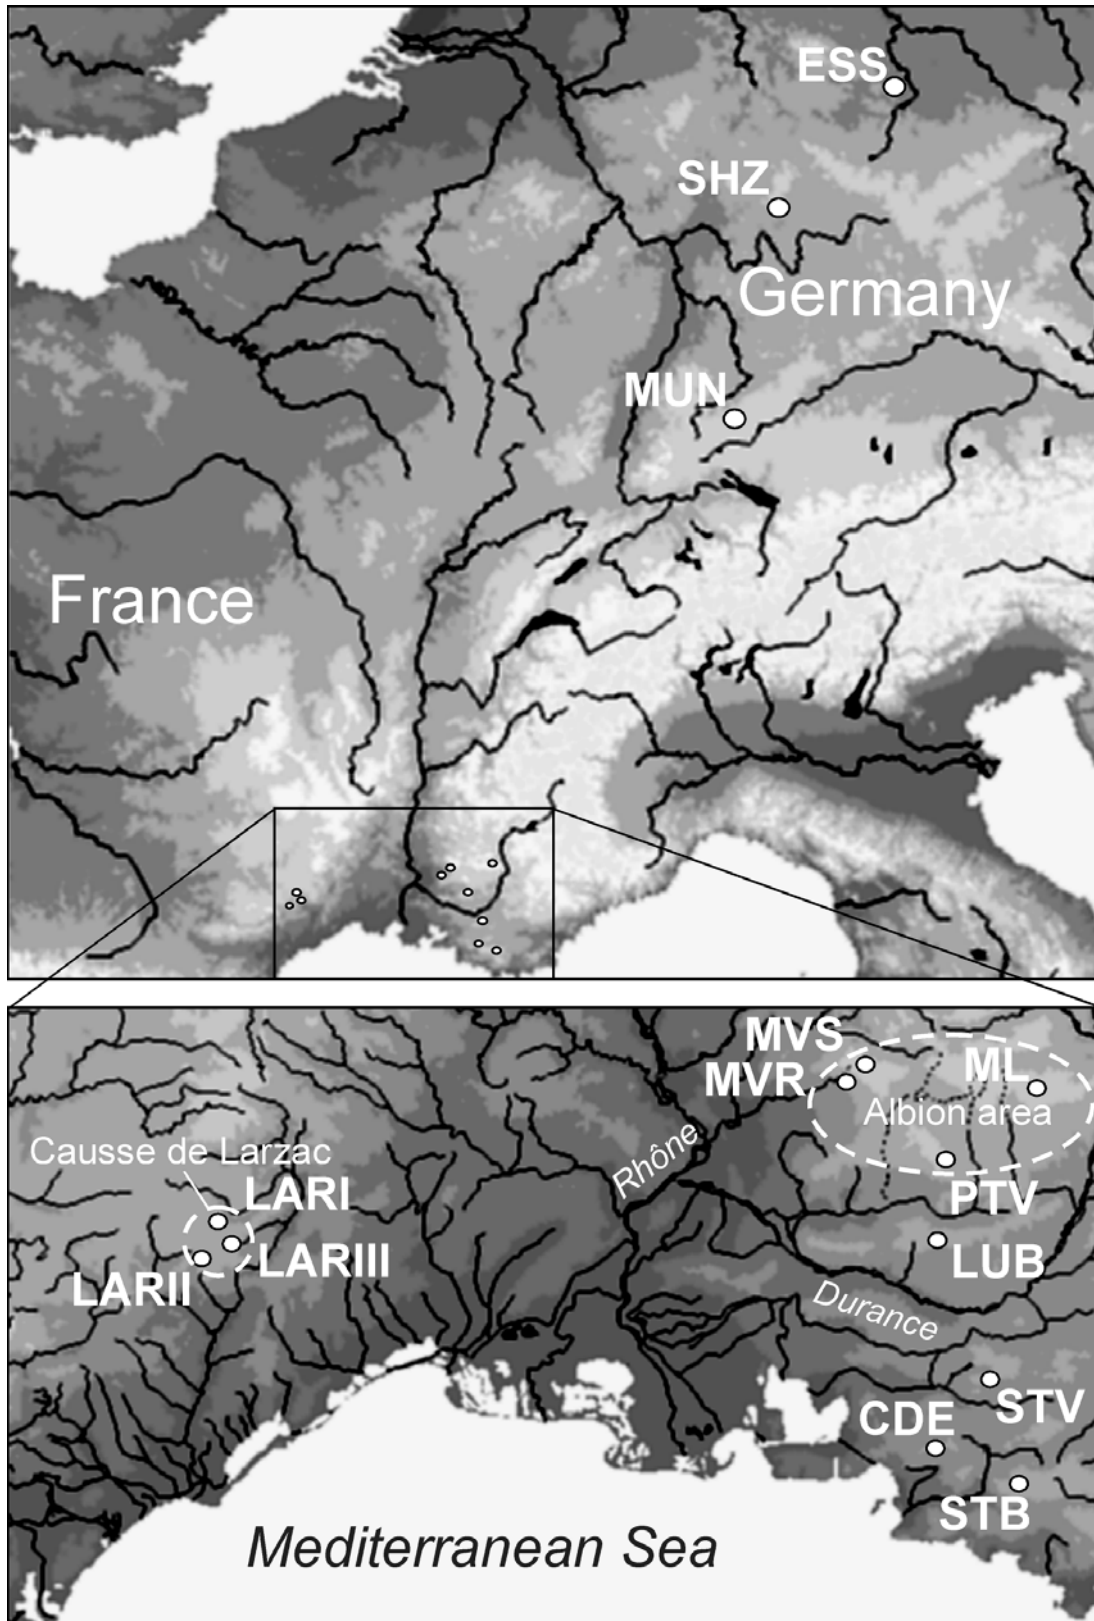 ESS
SHZ
Germany
MUN
France
MVS
MVR
ML
Albion area
Rhône
Causse de Larzac
LARI
PTV
LARIII
LUB
LARII
Durance
STV
CDE
STB
Mediterranean Sea